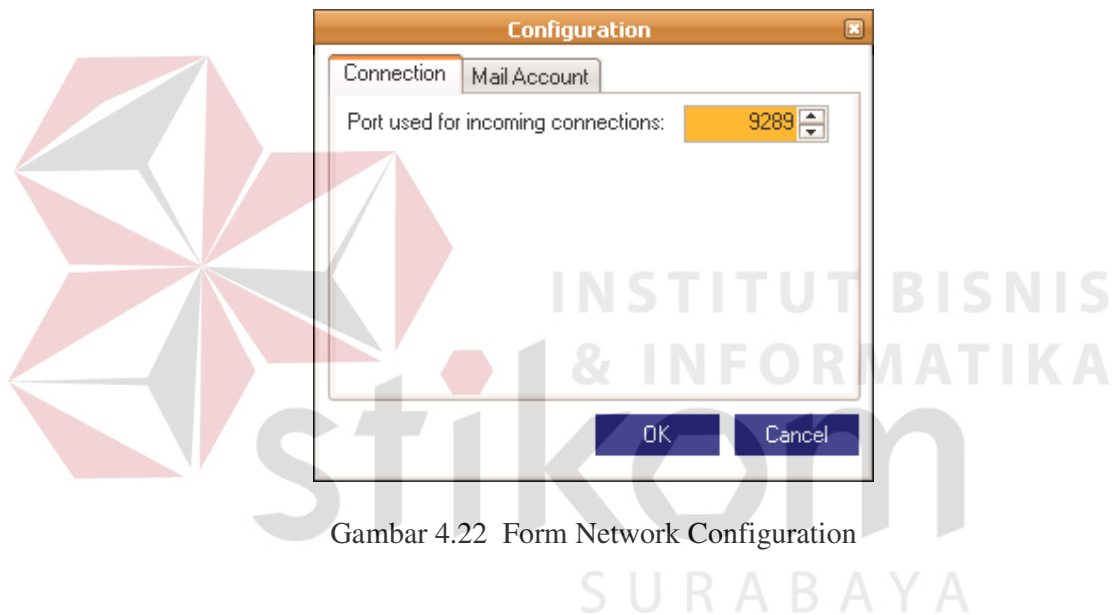 Configuration
Connection Mail Account
Port used for incoming connections: 9289
INSTITUT BISNIS
& INFORMATIKA
stikom
OK Cancel
Gambar 4.22 Form Network Configuration
SURABAYA